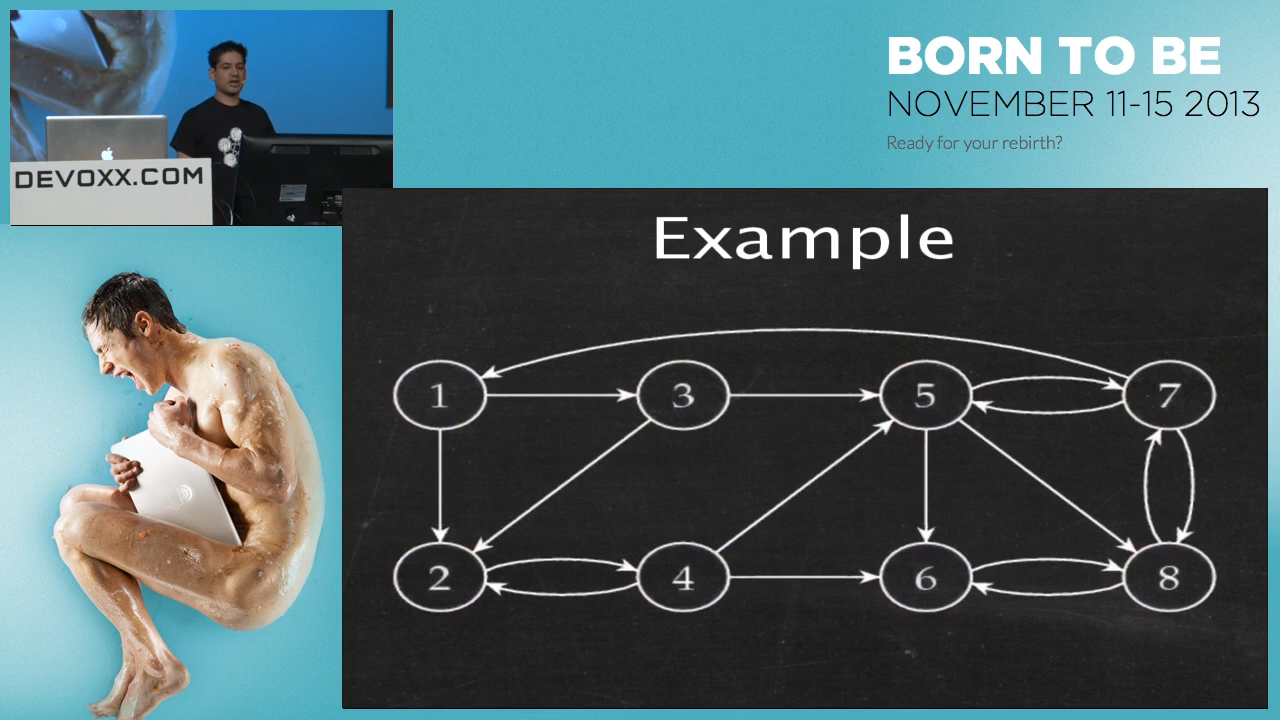 BORN TO BE
NOVEMBER 11-15 2013
Ready for your rebirth?
DEVOXX.COM
Example
1
3
5
7
2
4
6
8